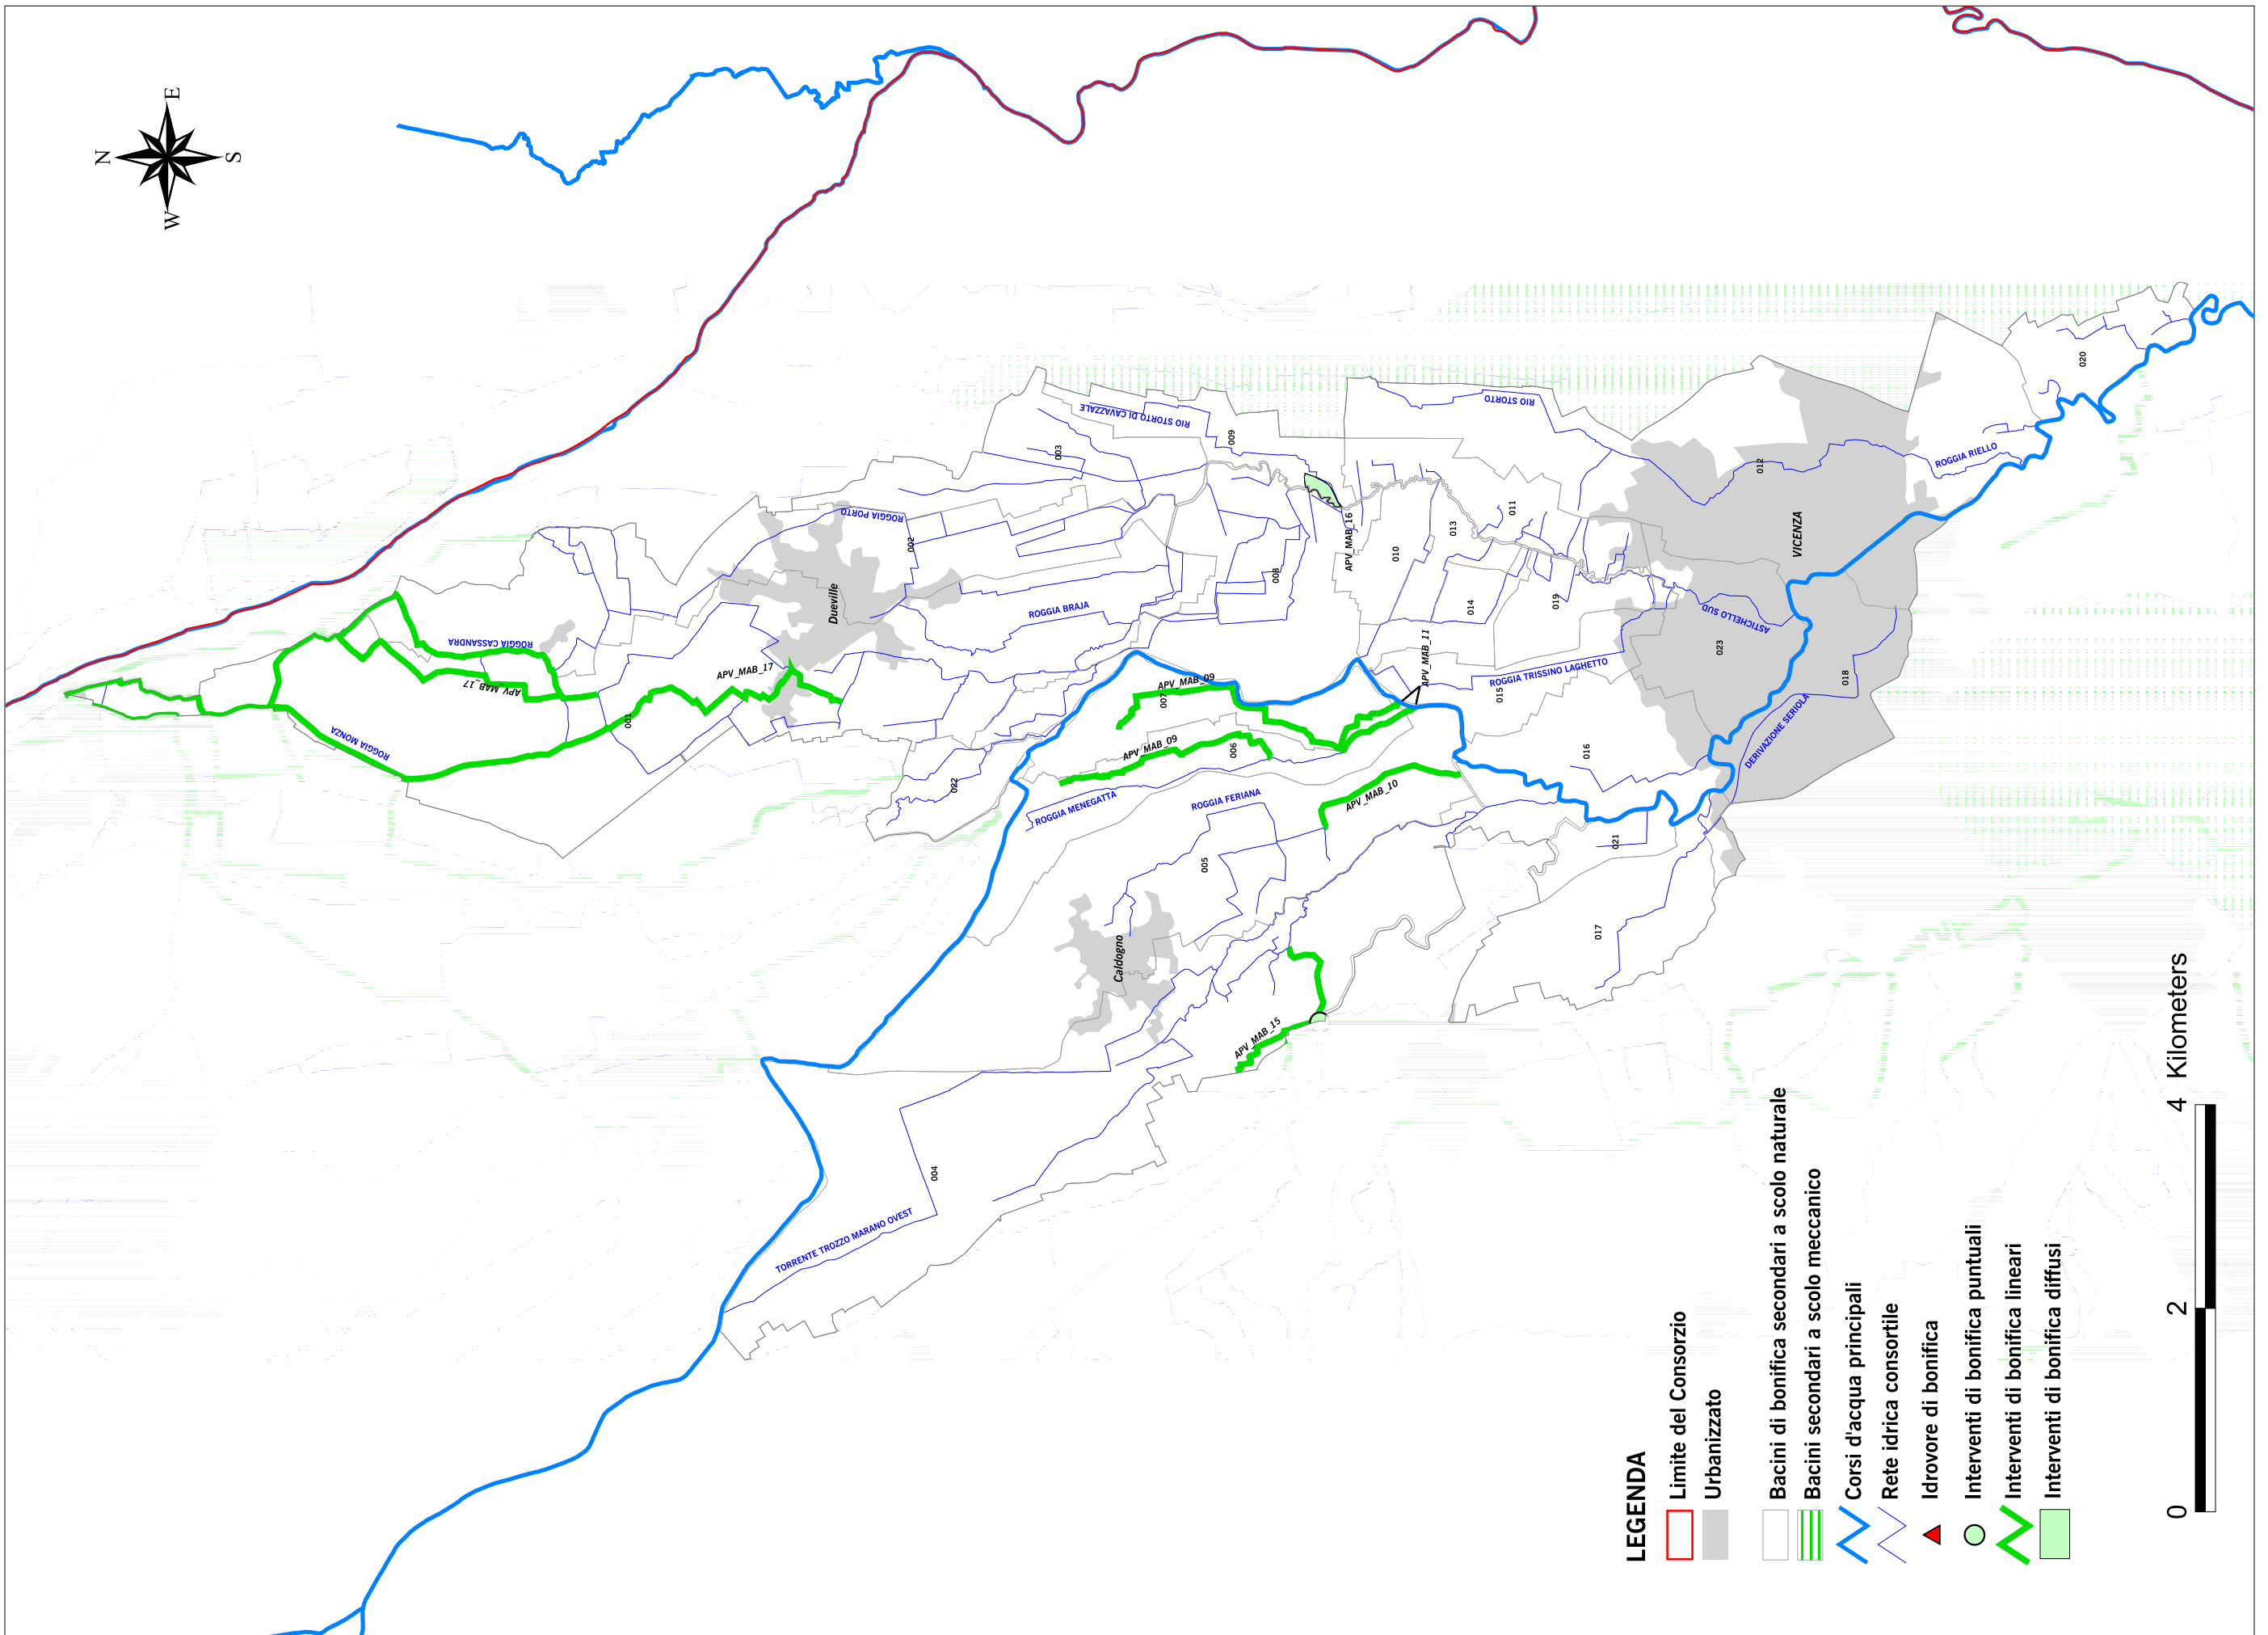 N
E
W
S
ROGGIA MONZA
ROGGIA CASSANDRA
APV_MAB_17
001
APV_MAB_17
Dueville
ROGGIA PORTO
002
003
RIO STORTO DI CAVAZZALE
ROGGIA BRAJA
022
009
008
APV_MAB_09
007
APV_MAB_09
006
ROGGIA MENEGATTA
ROGGIA FERIANA
005
APV_MAB_10
APV_MAB_16
010
013
011
RIO STORTO
014
019
APV_MAB_11
ROGGIA TRISSINO LAGHETTO
015
016
012
VICENZA
ASTICHELLO SUD
023
018
DERIVAZIONE SERIOLA
ROGGIA RIELLO
020
021
017
Caldogno
APV_MAB_15
004
TORRENTE TROZZO MARANO OVEST
LEGENDA
Limite del Consorzio
Urbanizzato
Bacini di bonifica secondari a scolo naturale
Bacini secondari a scolo meccanico
Corsi d'acqua principali
Rete idrica consortile
Idrovore di bonifica
Interventi di bonifica puntuali
Interventi di bonifica lineari
Interventi di bonifica diffusi
0 2 4 Kilometers